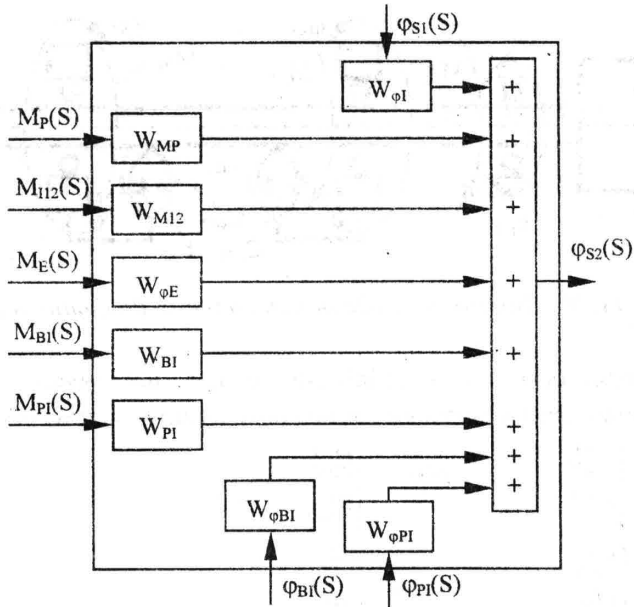 φS1(S)
WφI
+
MP(S)
WMP
+
MI12(S)
WM12
+
ME(S)
WφE
+
φS2(S)
MBI(S)
WBI
+
MPI(S)
WPI
+
+
WφBI
+
WφPI
φBI(S)
φPI(S)